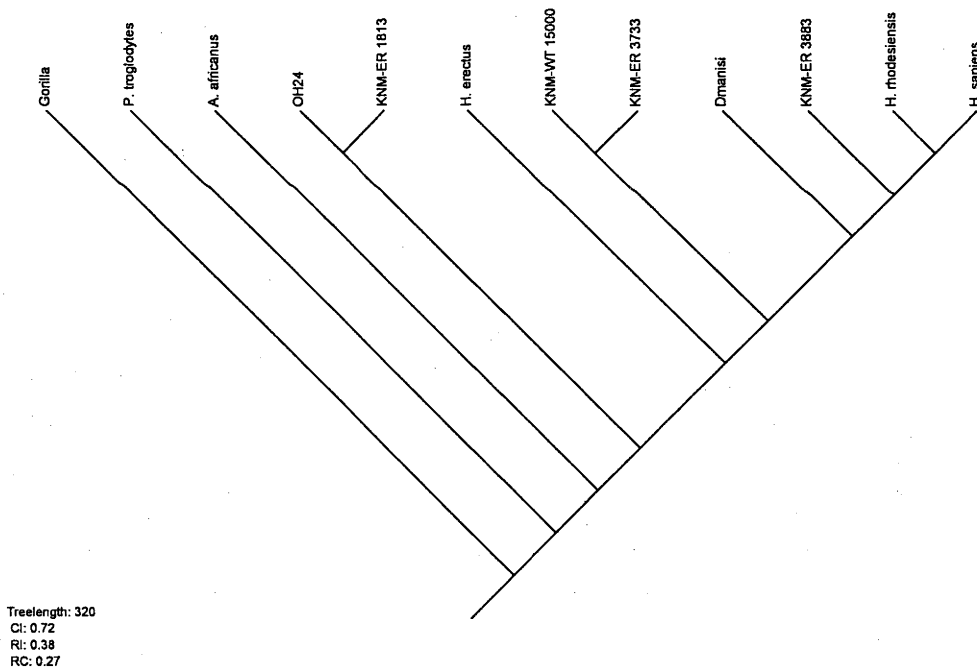 Gorilla
P. troglodytes
A. africanus
OH24
KNM-ER 1813
H. erectus
KNM-WT 15000
KNM-ER 3733
Dmanisi
KNM-ER 3883
H. rhodesiensis
H. sapiens
Treelength: 320
CI: 0.72
RI: 0.38
RC: 0.27